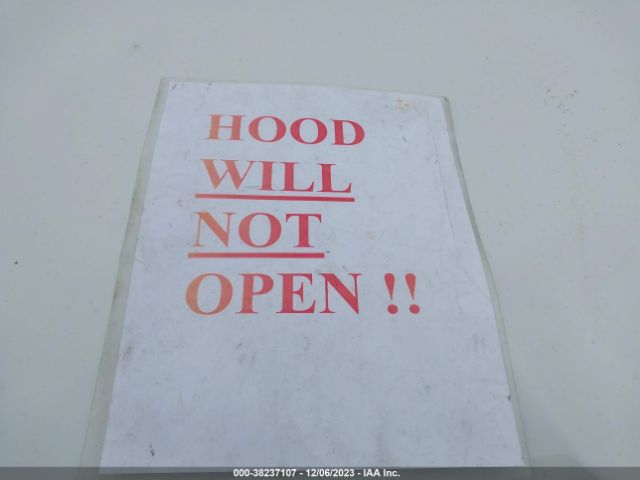 HOOD
WILL
NOT
OPEN !!
000-38237107 - 12/06/2023 - IAA Inc.